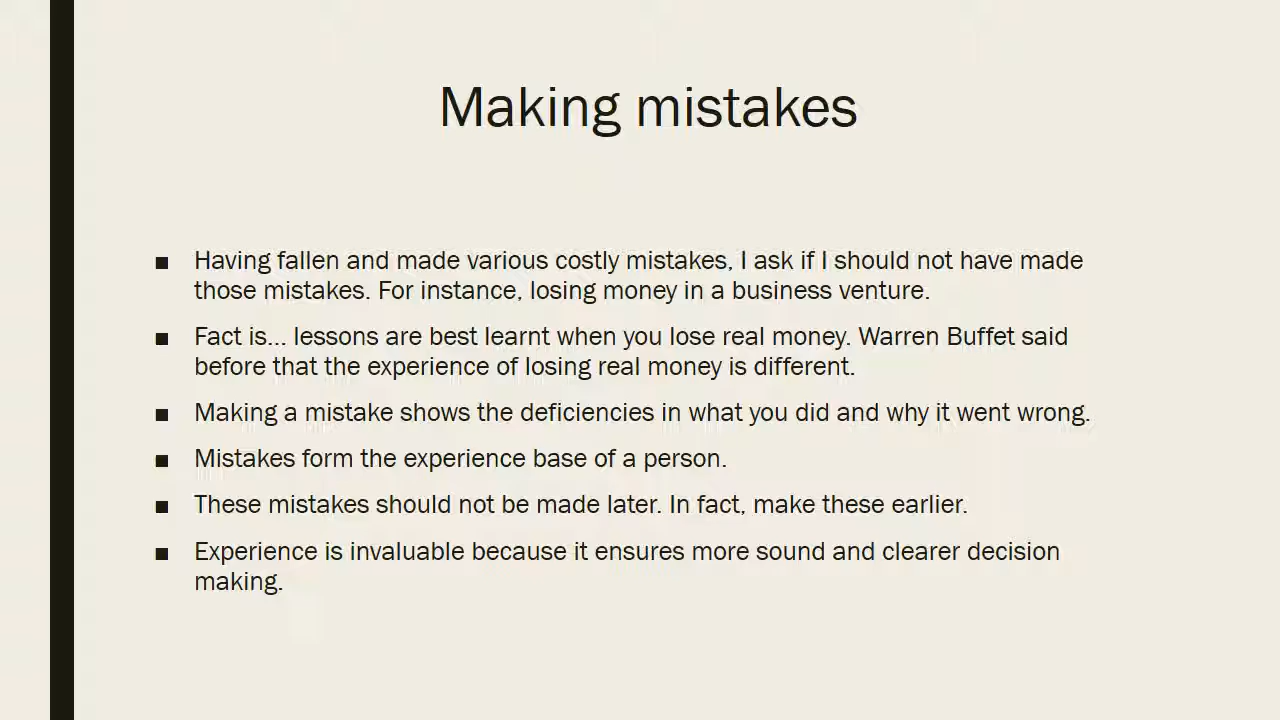 Making mistakes
■ Having fallen and made various costly mistakes, I ask if I should not have made
those mistakes. For instance, losing money in a business venture.
■ Fact is... lessons are best learnt when you lose real money. Warren Buffet said
before that the experience of losing real money is different.
■ Making a mistake shows the deficiencies in what you did and why it went wrong.
■ Mistakes form the experience base of a person.
■ These mistakes should not be made later. In fact, make these earlier.
■ Experience is invaluable because it ensures more sound and clearer decision
making.